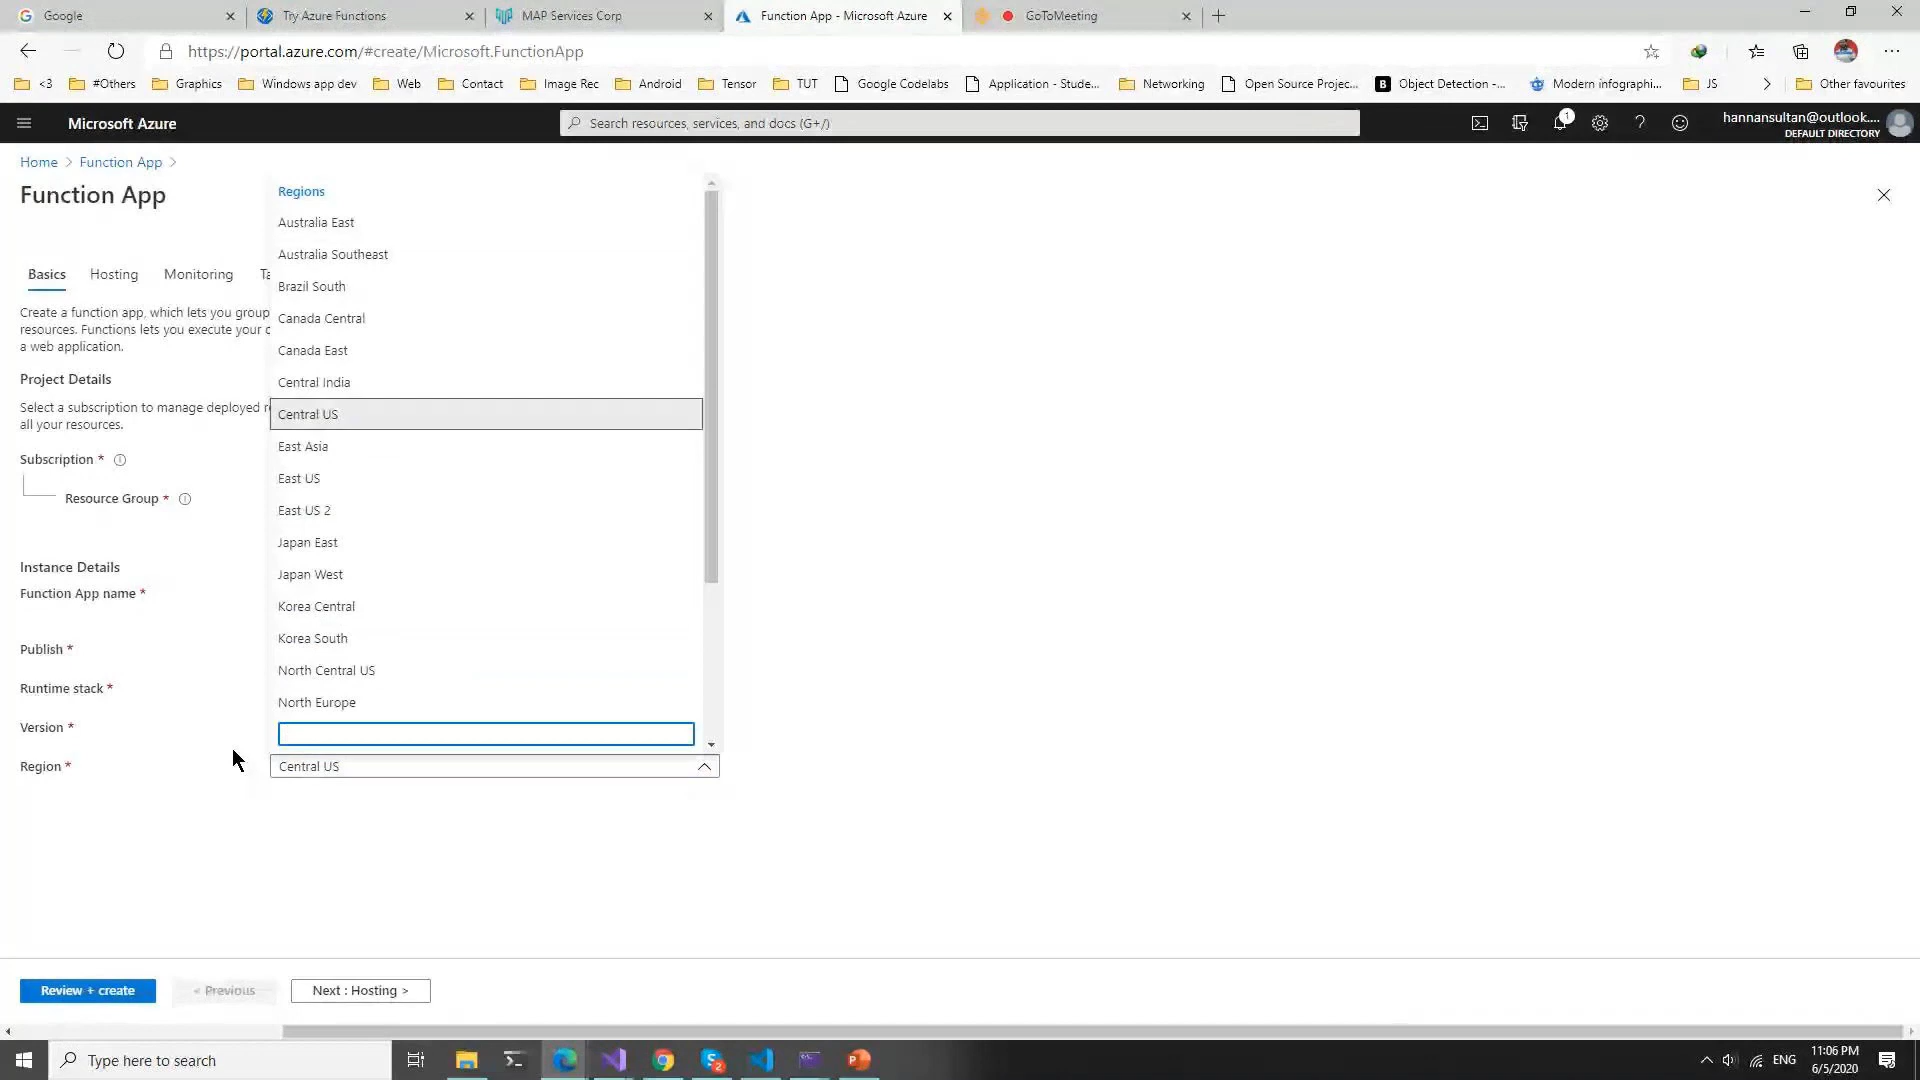 Google
Try Azure Functions
MAP Services Corp
Function App - Microsoft Azure
GoToMeeting
https://portal.azure.com/#create/Microsoft.FunctionApp
<3
#Others
Graphics
Windows app dev
Web
Contact
Image Rec
Android
Tensor
TUT
Google Codelabs
Application - Stude...
Networking
Open Source Projec...
B
Object Detection -...
Modern infographi...
JS
Other favourites
Microsoft Azure
Search resources, services, and docs (G+/)
1
hannansultan@outlook....
DEFAULT DIRECTORY
Home > Function App >
Function App
Basics
Hosting
Monitoring
Ta
Create a function app, which lets you group
resources. Functions lets you execute your c
a web application.
Project Details
Select a subscription to manage deployed r
all your resources.
Subscription *
Resource Group *
Instance Details
Function App name *
Publish *
Runtime stack *
Version *
Region *
Regions
Australia East
Australia Southeast
Brazil South
Canada Central
Canada East
Central India
Central US
East Asia
East US
East US 2
Japan East
Japan West
Korea Central
Korea South
North Central US
North Europe
Central US
Review + create
< Previous
Next : Hosting >
Type here to search
2
ENG
11:06 PM
6/5/2020